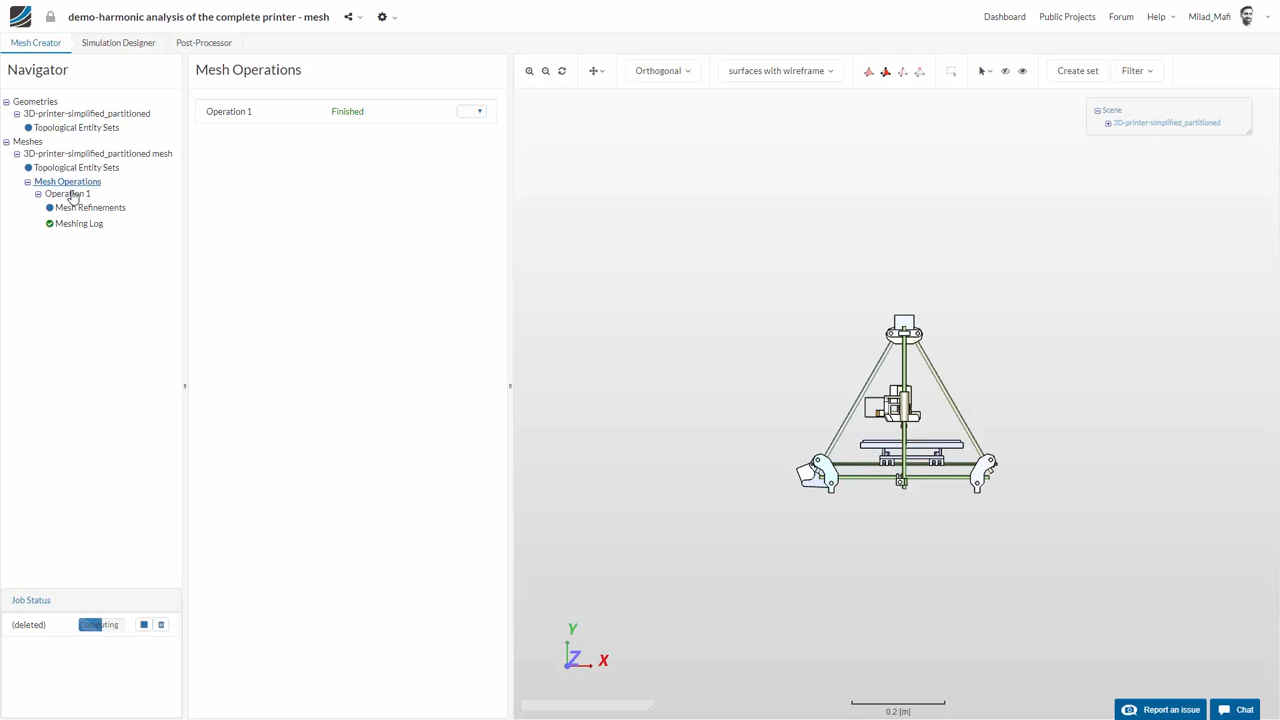 demo-harmonic analysis of the complete printer - mesh
Dashboard
Public Projects
Forum
Help
Milad_Mafi
Mesh Creator
Simulation Designer
Post-Processor
Navigator
Geometries
3D-printer-simplified_partitioned
Topological Entity Sets
Meshes
3D-printer-simplified_partitioned mesh
Topological Entity Sets
Mesh Operations
Operation 1
Mesh Refinements
Meshing Log
Job Status
(deleted)
Computing
Mesh Operations
Operation 1
Finished
Orthogonal
surfaces with wireframe
Create set
Filter
Scene
3D-printer-simplified_partitioned
Y
Z
X
0.2 [m]
Report an issue
Chat